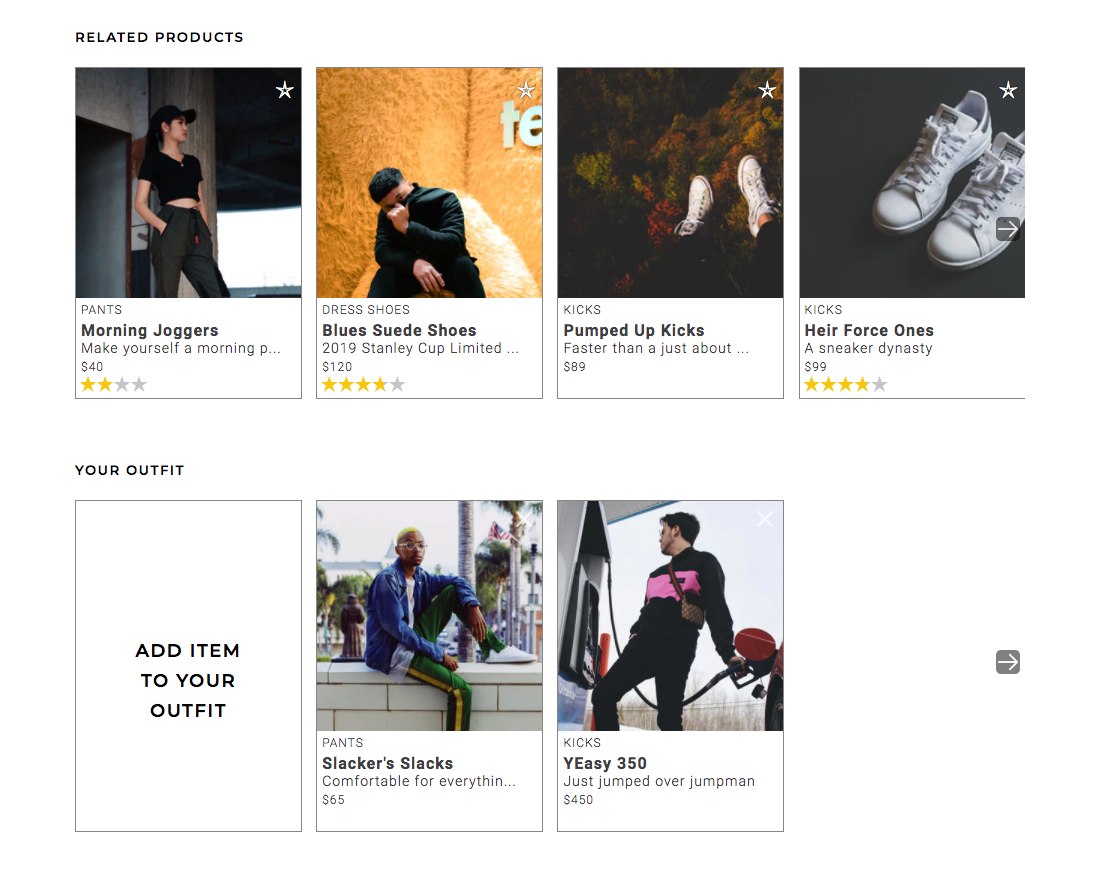 RELATED PRODUCTS
te
PANTS
Morning Joggers
Make yourself a morning p...
$40
DRESS SHOES
Blues Suede Shoes
2019 Stanley Cup Limited ...
$120
KICKS
Pumped Up Kicks
Faster than a just about ...
$89
KICKS
Heir Force Ones
A sneaker dynasty
$99
YOUR OUTFIT
ADD ITEM
TO YOUR
OUTFIT
PANTS
Slacker's Slacks
Comfortable for everythin...
$65
KICKS
YEasy 350
Just jumped over jumpman
$450